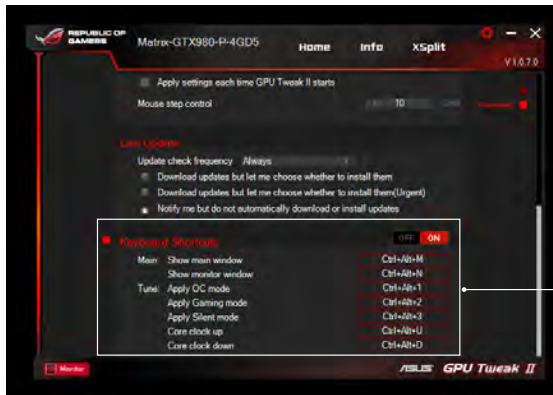 REPUBLIC OF
GAMERS
Matrix-GTX980-P-4GD5
Home Info XSplit
V1.0.7.0
Apply settings each time GPU Tweak II starts
Mouse step control 10
Live Update
Update check frequency Always
Download updates but let me choose whether to install them
Download updates but let me choose whether to install them(Urgent)
Notify me but do not automatically download or install updates
Keyboard Shortcuts OFF ON
Main: Show main window Ctrl+Alt+M
Show monitor window Ctrl+Alt+N
Tune: Apply OC mode Ctrl+Alt+1
Apply Gaming mode Ctrl+Alt+2
Apply Silent mode Ctrl+Alt+3
Core clock up Ctrl+Alt+U
Core clock down Ctrl+Alt+D
Monitor
ASUS GPU Tweak II